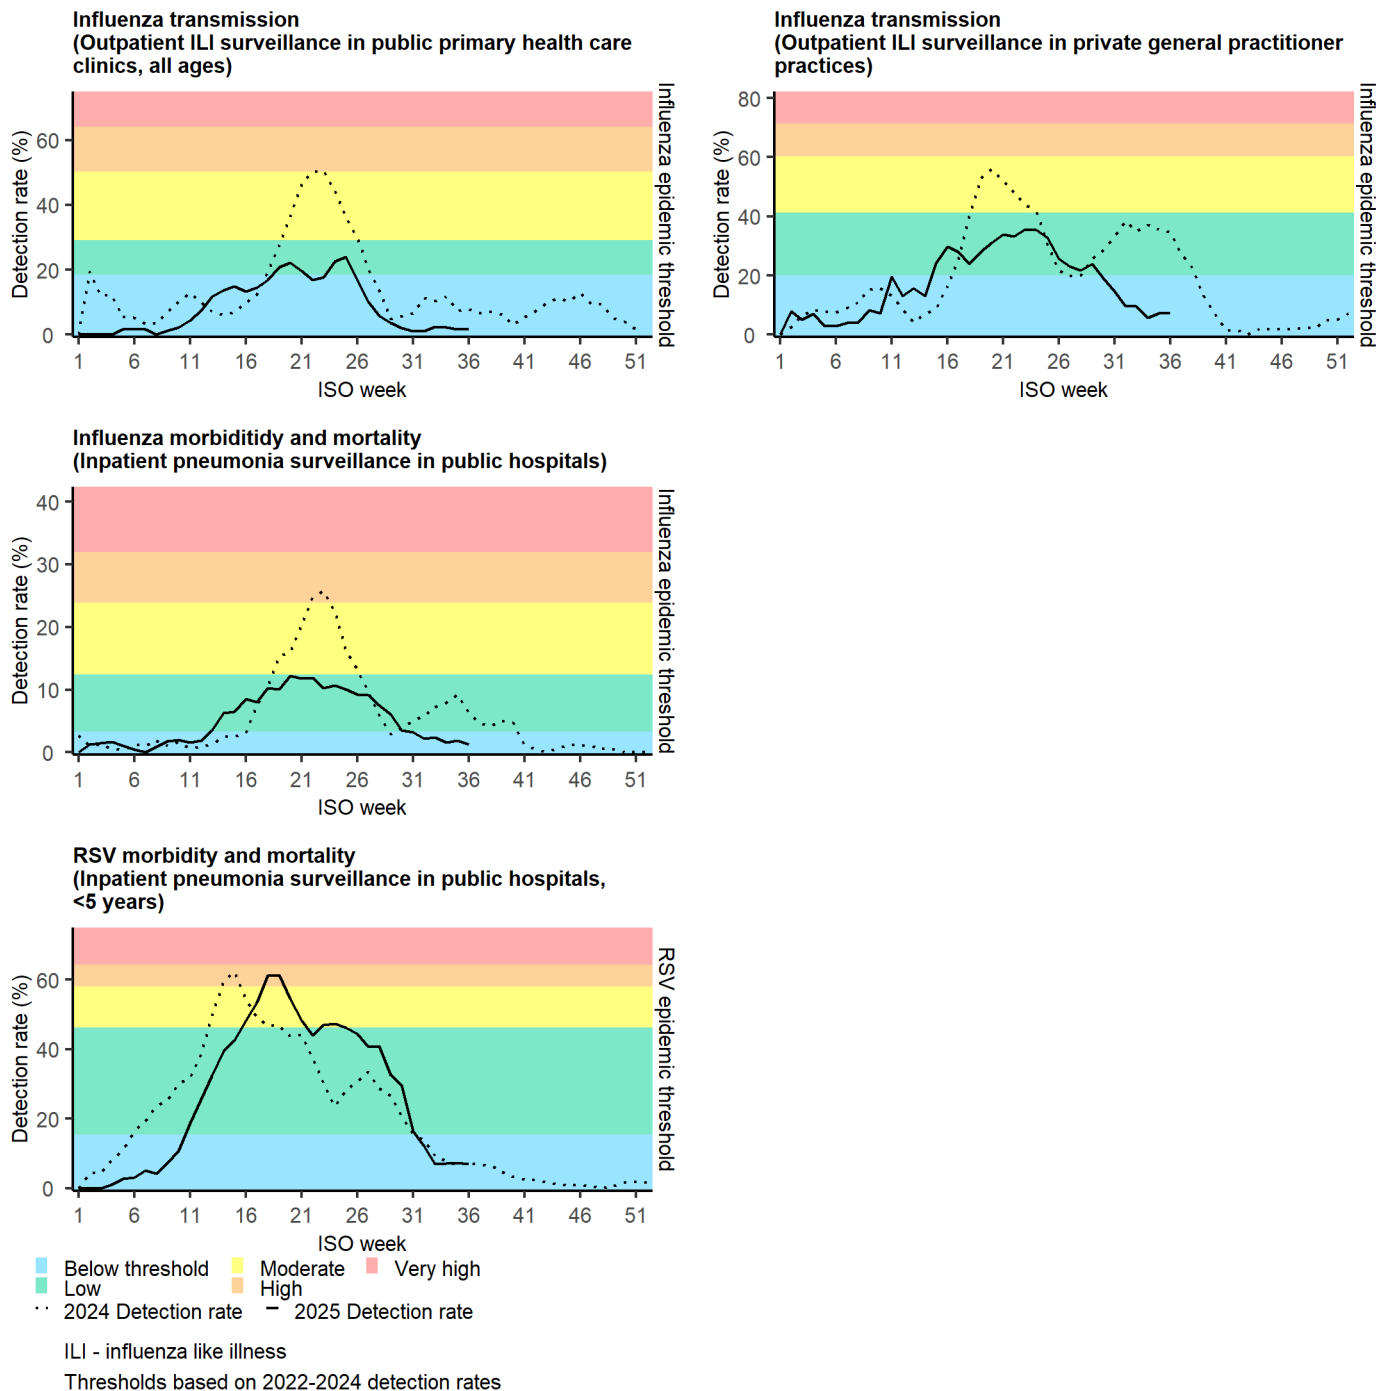 Influenza transmission
(Outpatient ILI surveillance in public primary health care
clinics, all ages)
Detection rate (%)
60
40
20
0
1 6 11 16 21 26 31 36 41 46 51
ISO week
Influenza epidemic threshold
Influenza transmission
(Outpatient ILI surveillance in private general practitioner
practices)
Detection rate (%)
80
60
40
20
0
1 6 11 16 21 26 31 36 41 46 51
ISO week
Influenza epidemic threshold
Influenza morbiditidy and mortality
(Inpatient pneumonia surveillance in public hospitals)
Detection rate (%)
40
30
20
10
0
1 6 11 16 21 26 31 36 41 46 51
ISO week
Influenza epidemic threshold
RSV morbidity and mortality
(Inpatient pneumonia surveillance in public hospitals,
<5 years)
Detection rate (%)
60
40
20
0
1 6 11 16 21 26 31 36 41 46 51
ISO week
RSV epidemic threshold
Below threshold Moderate Very high
Low High
2024 Detection rate 2025 Detection rate
ILI - influenza like illness
Thresholds based on 2022-2024 detection rates